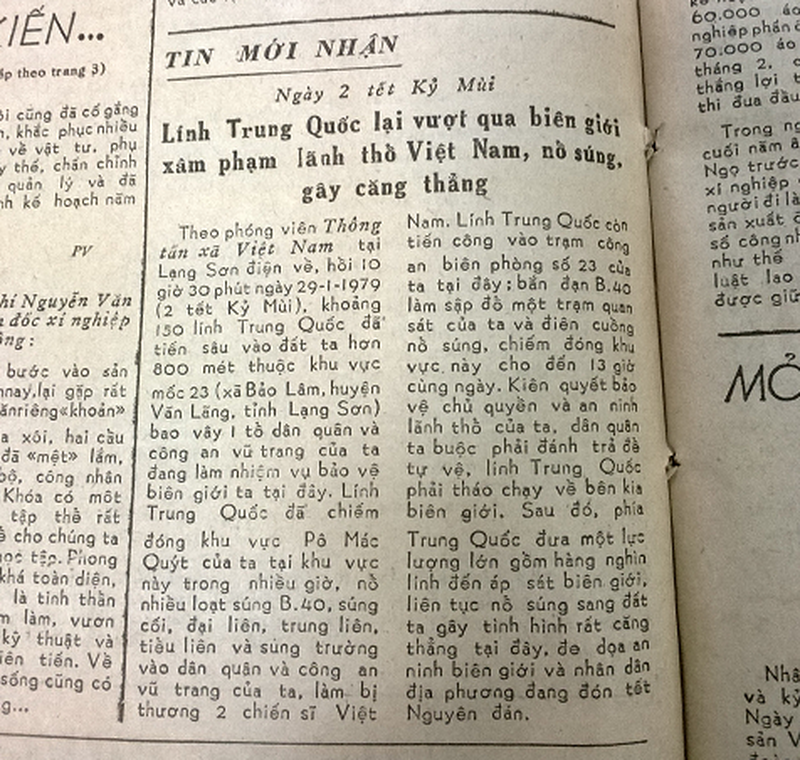 KIẾN...
(tiếp theo trang 3)
cũng đã cố gắng
khắc phục nhiều
về vật tư, phụ
thế, chấn chỉnh
quản lý và đã
kế hoạch năm
PV
Nguyễn Văn
đốc xí nghiệp
bước vào sản
nay, lại gặp rất
riêng «khoản»
xói, hai cầu
đã «mệt» lắm,
bộ, công nhân
Khóa có một
tập thể rất
cho chúng ta
học tập. Phong
khá toàn diện,
là tinh thần
làm, vươn
kỹ thuật và
tiến. Về
sống cũng có
TIN MỚI NHẬN
Ngày 2 tết Kỷ Mùi
Lính Trung Quốc lại vượt qua biên giới
xâm phạm lãnh thổ Việt Nam, nổ súng,
gây căng thẳng
Theo phóng viên Thông
tấn xã Việt Nam tại
Lạng Sơn điện về, hồi 10
giờ 30 phút ngày 29-1-1979
(2 tết Kỷ Mùi), khoảng
150 lính Trung Quốc đã
tiến sâu vào đất ta hơn
800 mét thuộc khu vực
mốc 23 (xã Bảo Lâm, huyện
Văn Lãng, tỉnh Lạng Sơn)
bao vây 1 tổ dân quân và
công an vũ trang của ta
đang làm nhiệm vụ bảo vệ
biên giới ta tại đây. Lính
Trung Quốc đã chiếm
đóng khu vực Pô Mác
Quýt của ta tại khu vực
này trong nhiều giờ, nổ
nhiều loạt súng B.40, súng
cối, đại liên, trung liên,
tiểu liên và súng trường
vào dân quân và công an
vũ trang của ta, làm bị
thương 2 chiến sĩ Việt
Nam. Lính Trung Quốc còn
tiến công vào trạm công
an biên phòng số 23 của
ta tại đây; bắn đạn B.40
làm sập đổ một trạm quan
sát của ta và điên cuồng
nổ súng, chiếm đóng khu
vực này cho đến 13 giờ
cùng ngày. Kiên quyết bảo
vệ chủ quyền và an ninh
lãnh thổ của ta, dân quân
ta buộc phải đánh trả để
tự vệ, lính Trung Quốc
phải tháo chạy về bên kia
biên giới. Sau đó, phía
Trung Quốc đưa một lực
lượng lớn gồm hàng nghìn
lính đến áp sát biên giới,
liên tục nổ súng sang đất
ta gây tình hình rất căng
thẳng tại đây, đe dọa an
ninh biên giới và nhân dân
địa phương đang đón tết
Nguyên đán.
60.000 áo
nghiệp phấn
70.000 áo
tháng 2,
thắng lợi
thi đua đầu
Trong
cuối năm
Ngọ trước
xí nghiệp
người đi
sản xuất
số công
như thế
luật lao
được giữ
và kỷ
Ngày
sản